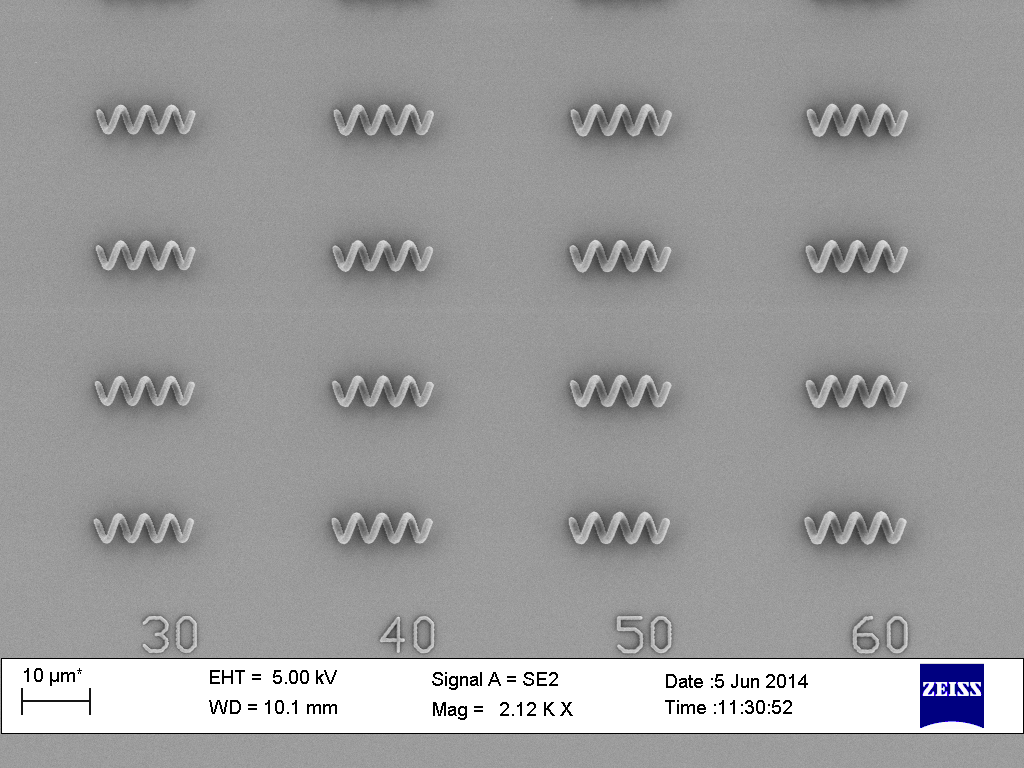 30 40 50 60
10 µm*
EHT = 5.00 kV
WD = 10.1 mm
Signal A = SE2
Mag = 2.12 K X
Date :5 Jun 2014
Time :11:30:52
ZEISS